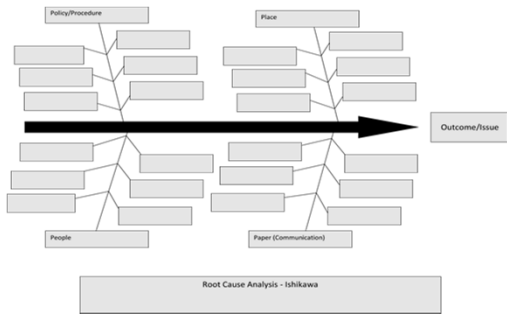 Policy/Procedure
Place
Outcome/Issue
People
Paper (Communication)
Root Cause Analysis - Ishikawa